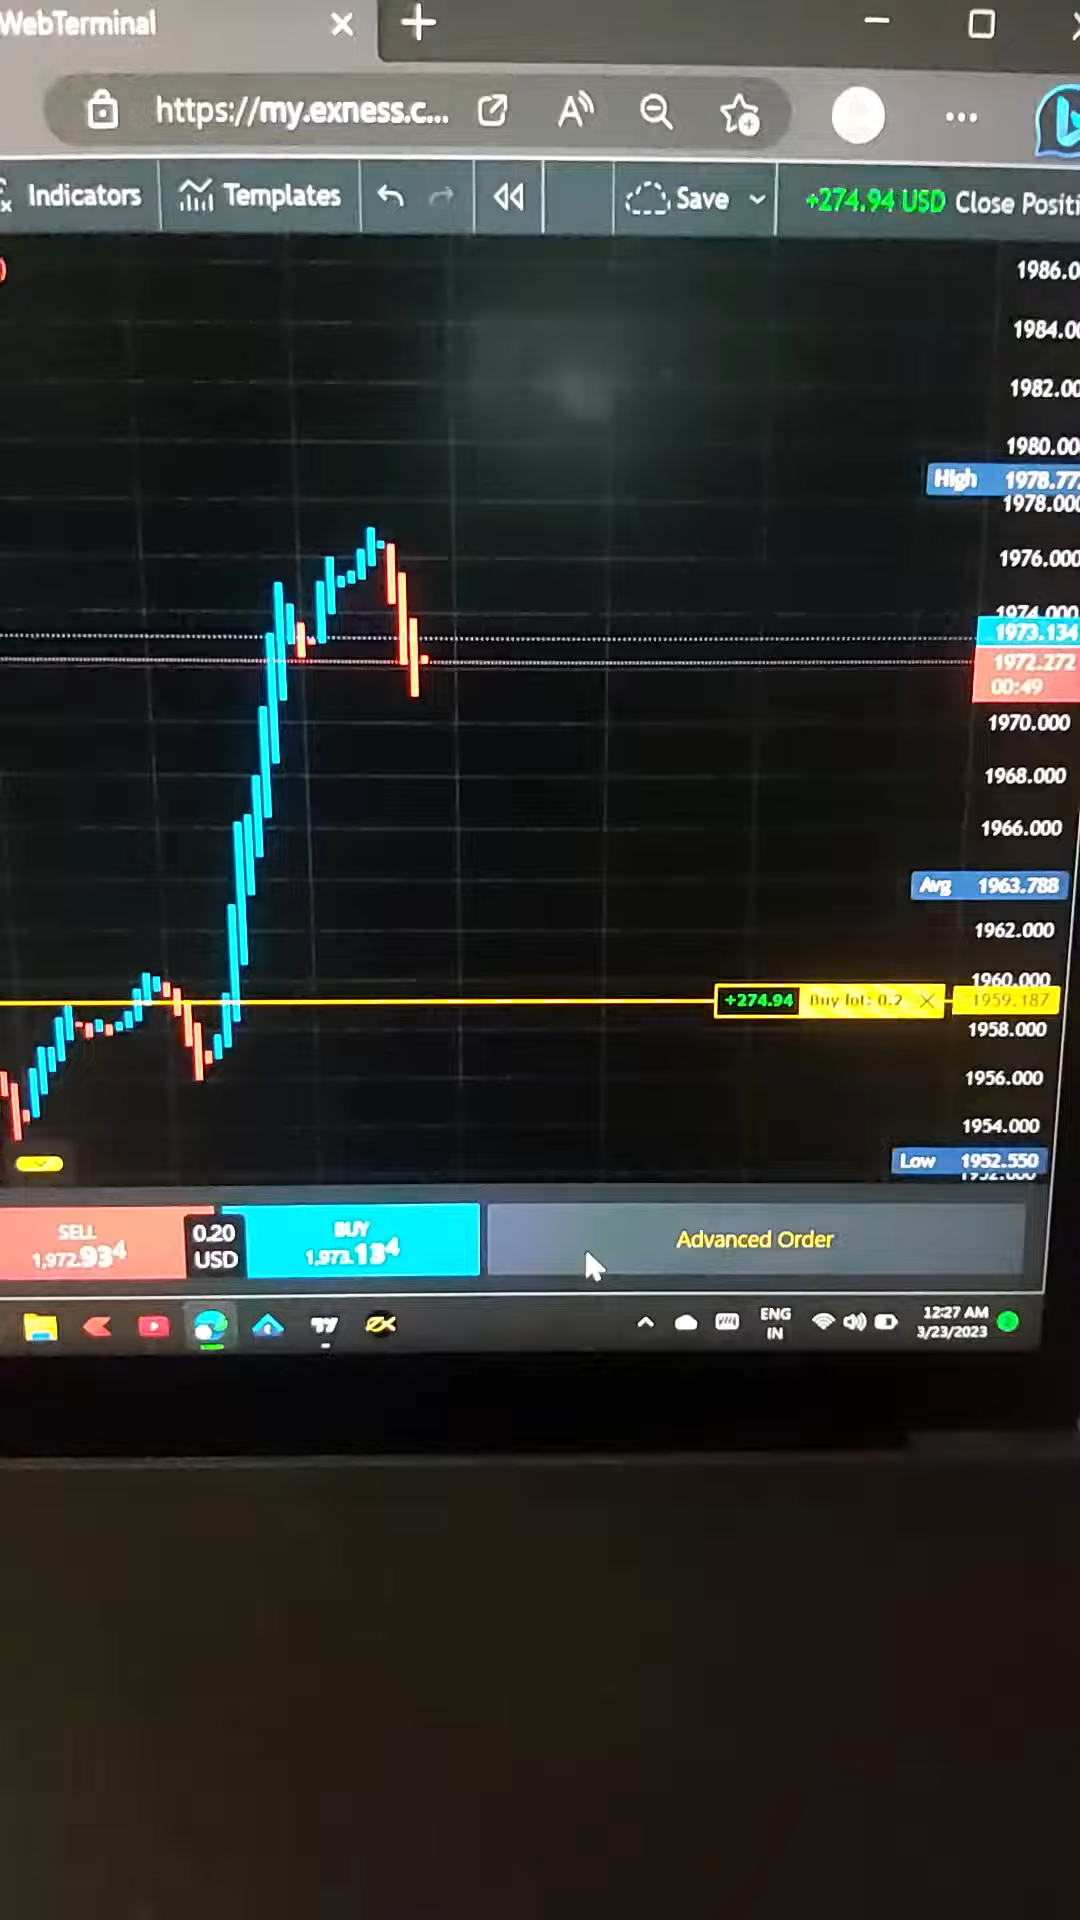 WebTerminal
https://my.exness.c...
Indicators
Templates
Save
+274.94 USD Close Positi
1986.0
1984.00
1982.00
1980.00
High 1978.77
1978.000
1976.000
1974.000
1973.134
1972.272
00:49
1970.000
1968.000
1966.000
Avg 1963.788
1962.000
1960.000
+274.94 Buy lot: 0.2
1959.187
1958.000
1956.000
1954.000
Low 1952.550
1952.000
SELL
1,972.934
0.20
USD
BUY
1,973.134
Advanced Order
ENG
IN
12:27 AM
3/23/2023